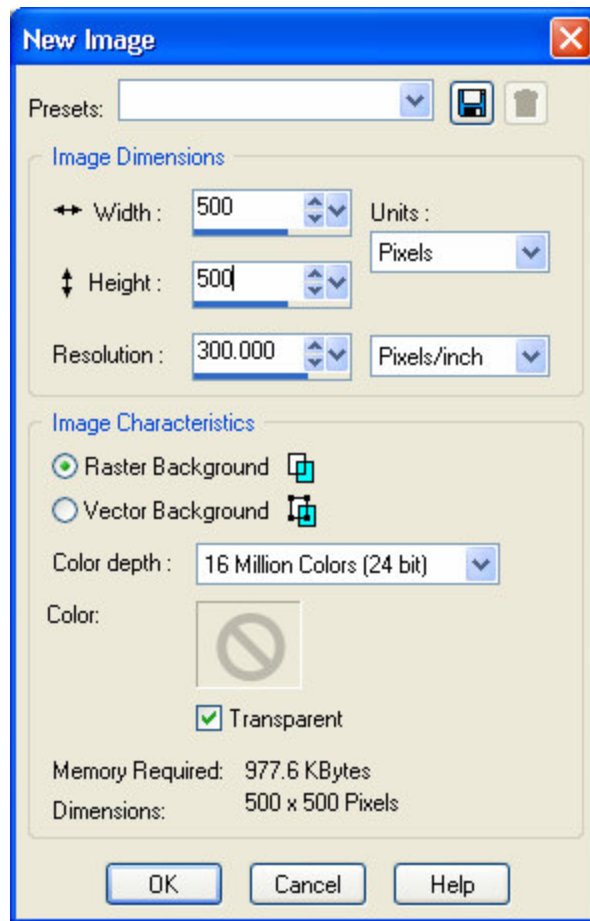 New Image
Presets:
Image Dimensions
Width : 500 Units :
Pixels
Height : 500
Resolution : 300.000 Pixels/inch
Image Characteristics
Raster Background
Vector Background
Color depth : 16 Million Colors (24 bit)
Color:
Transparent
Memory Required: 977.6 KBytes
Dimensions: 500 x 500 Pixels
OK Cancel Help